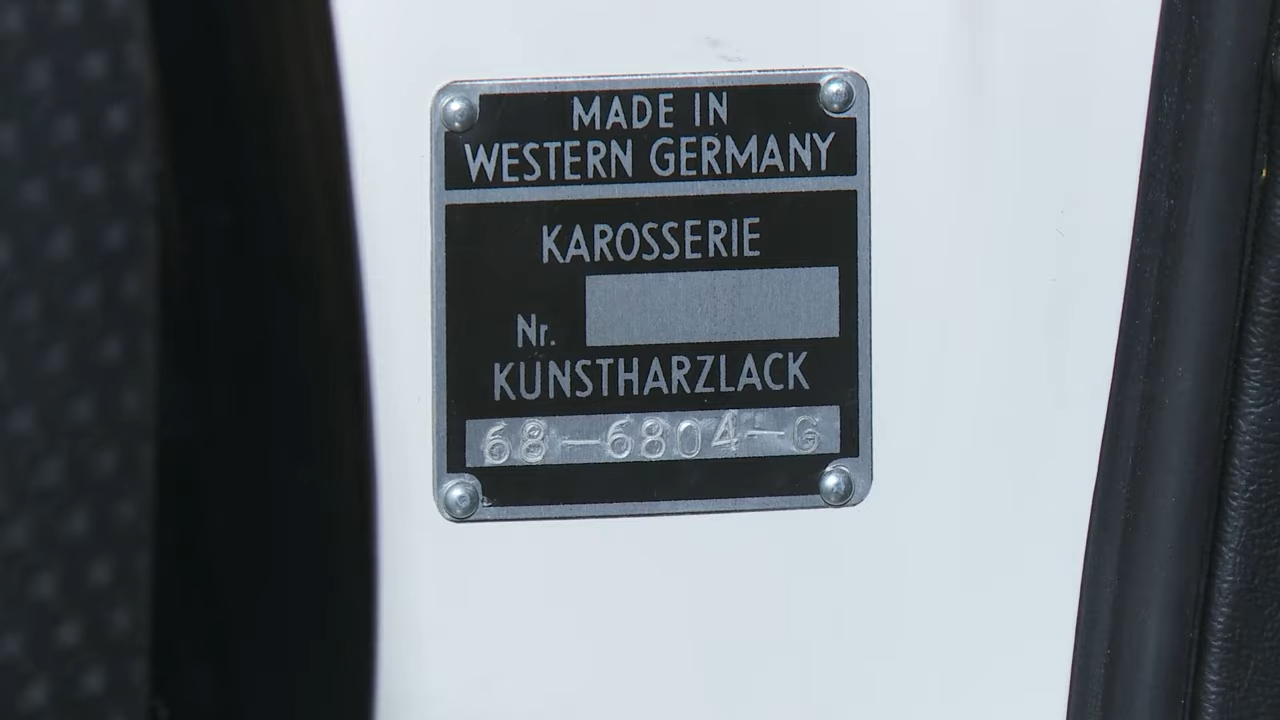 MADE IN
WESTERN GERMANY
KAROSSERIE
Nr.
KUNSTHARZLACK
68-6804-G